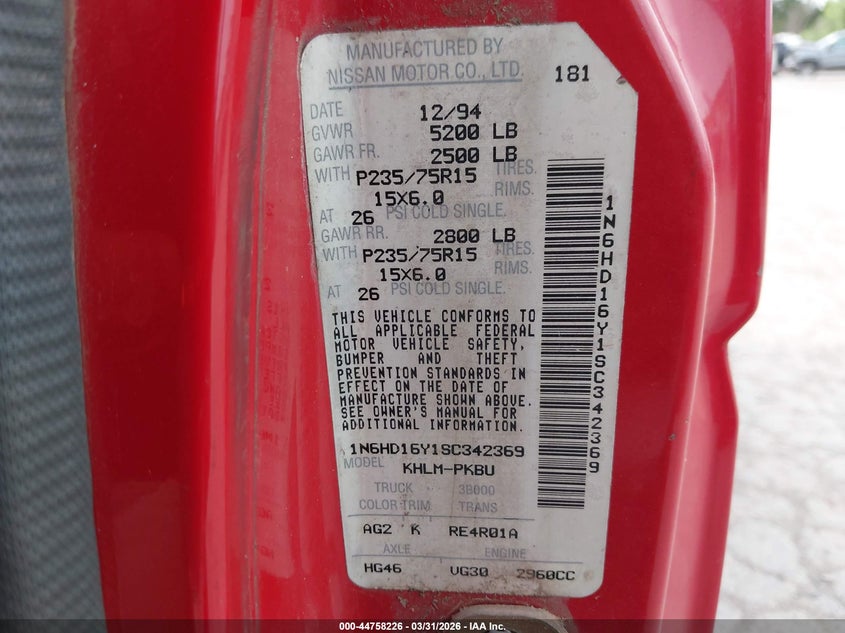 MANUFACTURED BY
NISSAN MOTOR CO., LTD. 181
DATE 12/94
GVWR 5200 LB
GAWR FR. 2500 LB
WITH P235/75R15 TIRES.
15X6.0 RIMS.
AT 26 PSI COLD SINGLE.
GAWR RR. 2800 LB
WITH P235/75R15 TIRES.
15X6.0 RIMS.
AT 26 PSI COLD SINGLE.
THIS VEHICLE CONFORMS TO
ALL APPLICABLE FEDERAL
MOTOR VEHICLE SAFETY,
BUMPER AND THEFT
PREVENTION STANDARDS IN
EFFECT ON THE DATE OF
MANUFACTURE SHOWN ABOVE.
SEE OWNER'S MANUAL FOR
ADDITIONAL INFORMATION.
1N6HD16Y1SC342369
MODEL KHLM-PKBU
TRUCK 3B000
COLOR TRIM TRANS
AG2 K RE4R01A
AXLE ENGINE
HG46 VG30 2960CC
1N6HD16Y1SC342369
000-44758226 - 03/31/2026 - IAA Inc.